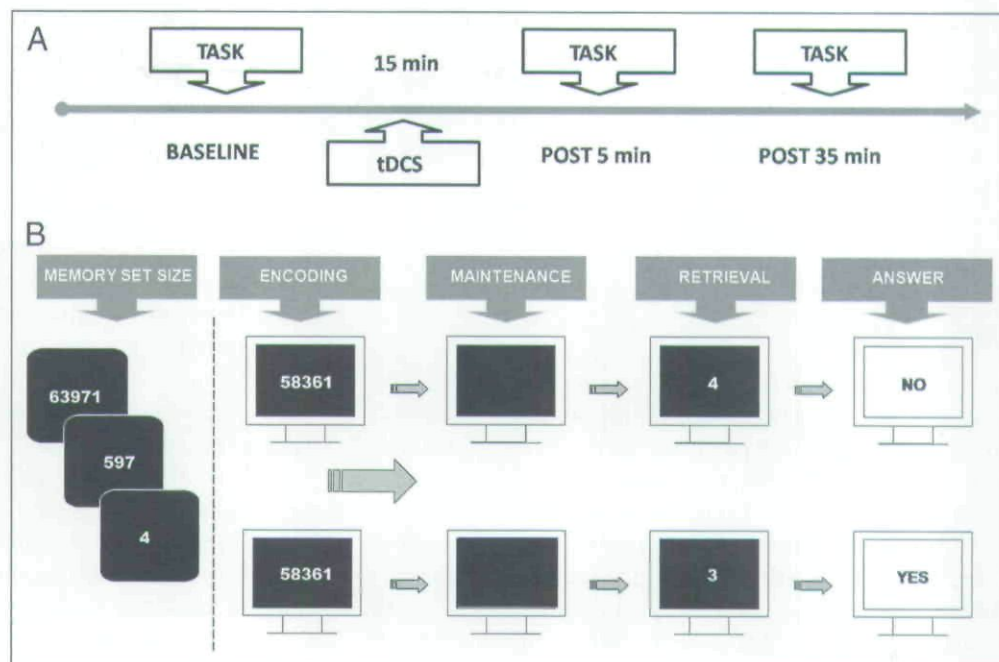 A
TASK
15 min
TASK
TASK
BASELINE
tDCS
POST 5 min
POST 35 min
B
MEMORY SET SIZE
ENCODING
MAINTENANCE
RETRIEVAL
ANSWER
63971
597
4
58361
4
NO
58361
3
YES